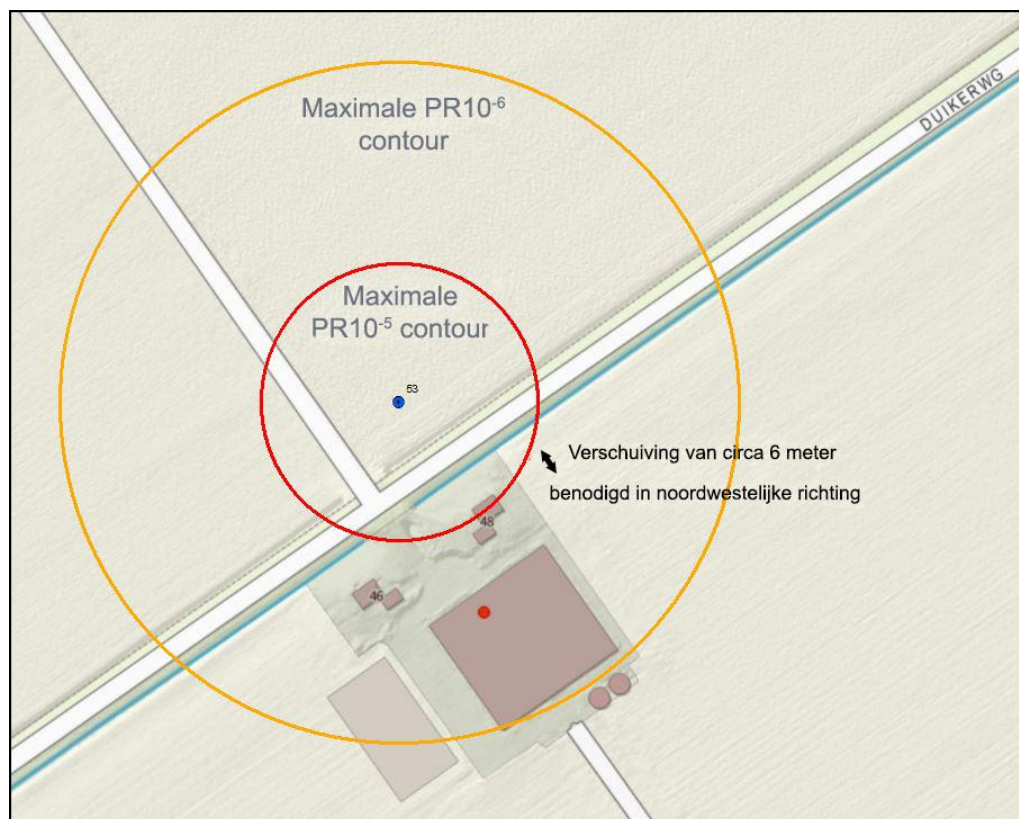 Maximale PR10⁻⁶
contour
DUIKERWG
Maximale
PR10⁻⁵ contour
53
Verschuiving van circa 6 meter
benodigd in noordwestelijke richting
48
46